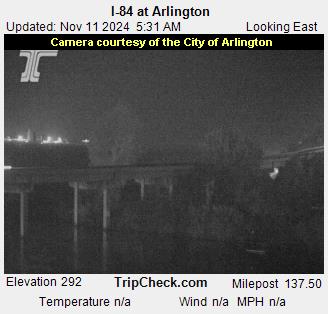 I-84 at Arlington
Updated: Nov 11 2024 5:31 AM Looking East
Camera courtesy of the City of Arlington
Elevation 292 TripCheck.com Milepost 137.50
Temperature n/a Wind n/a MPH n/a